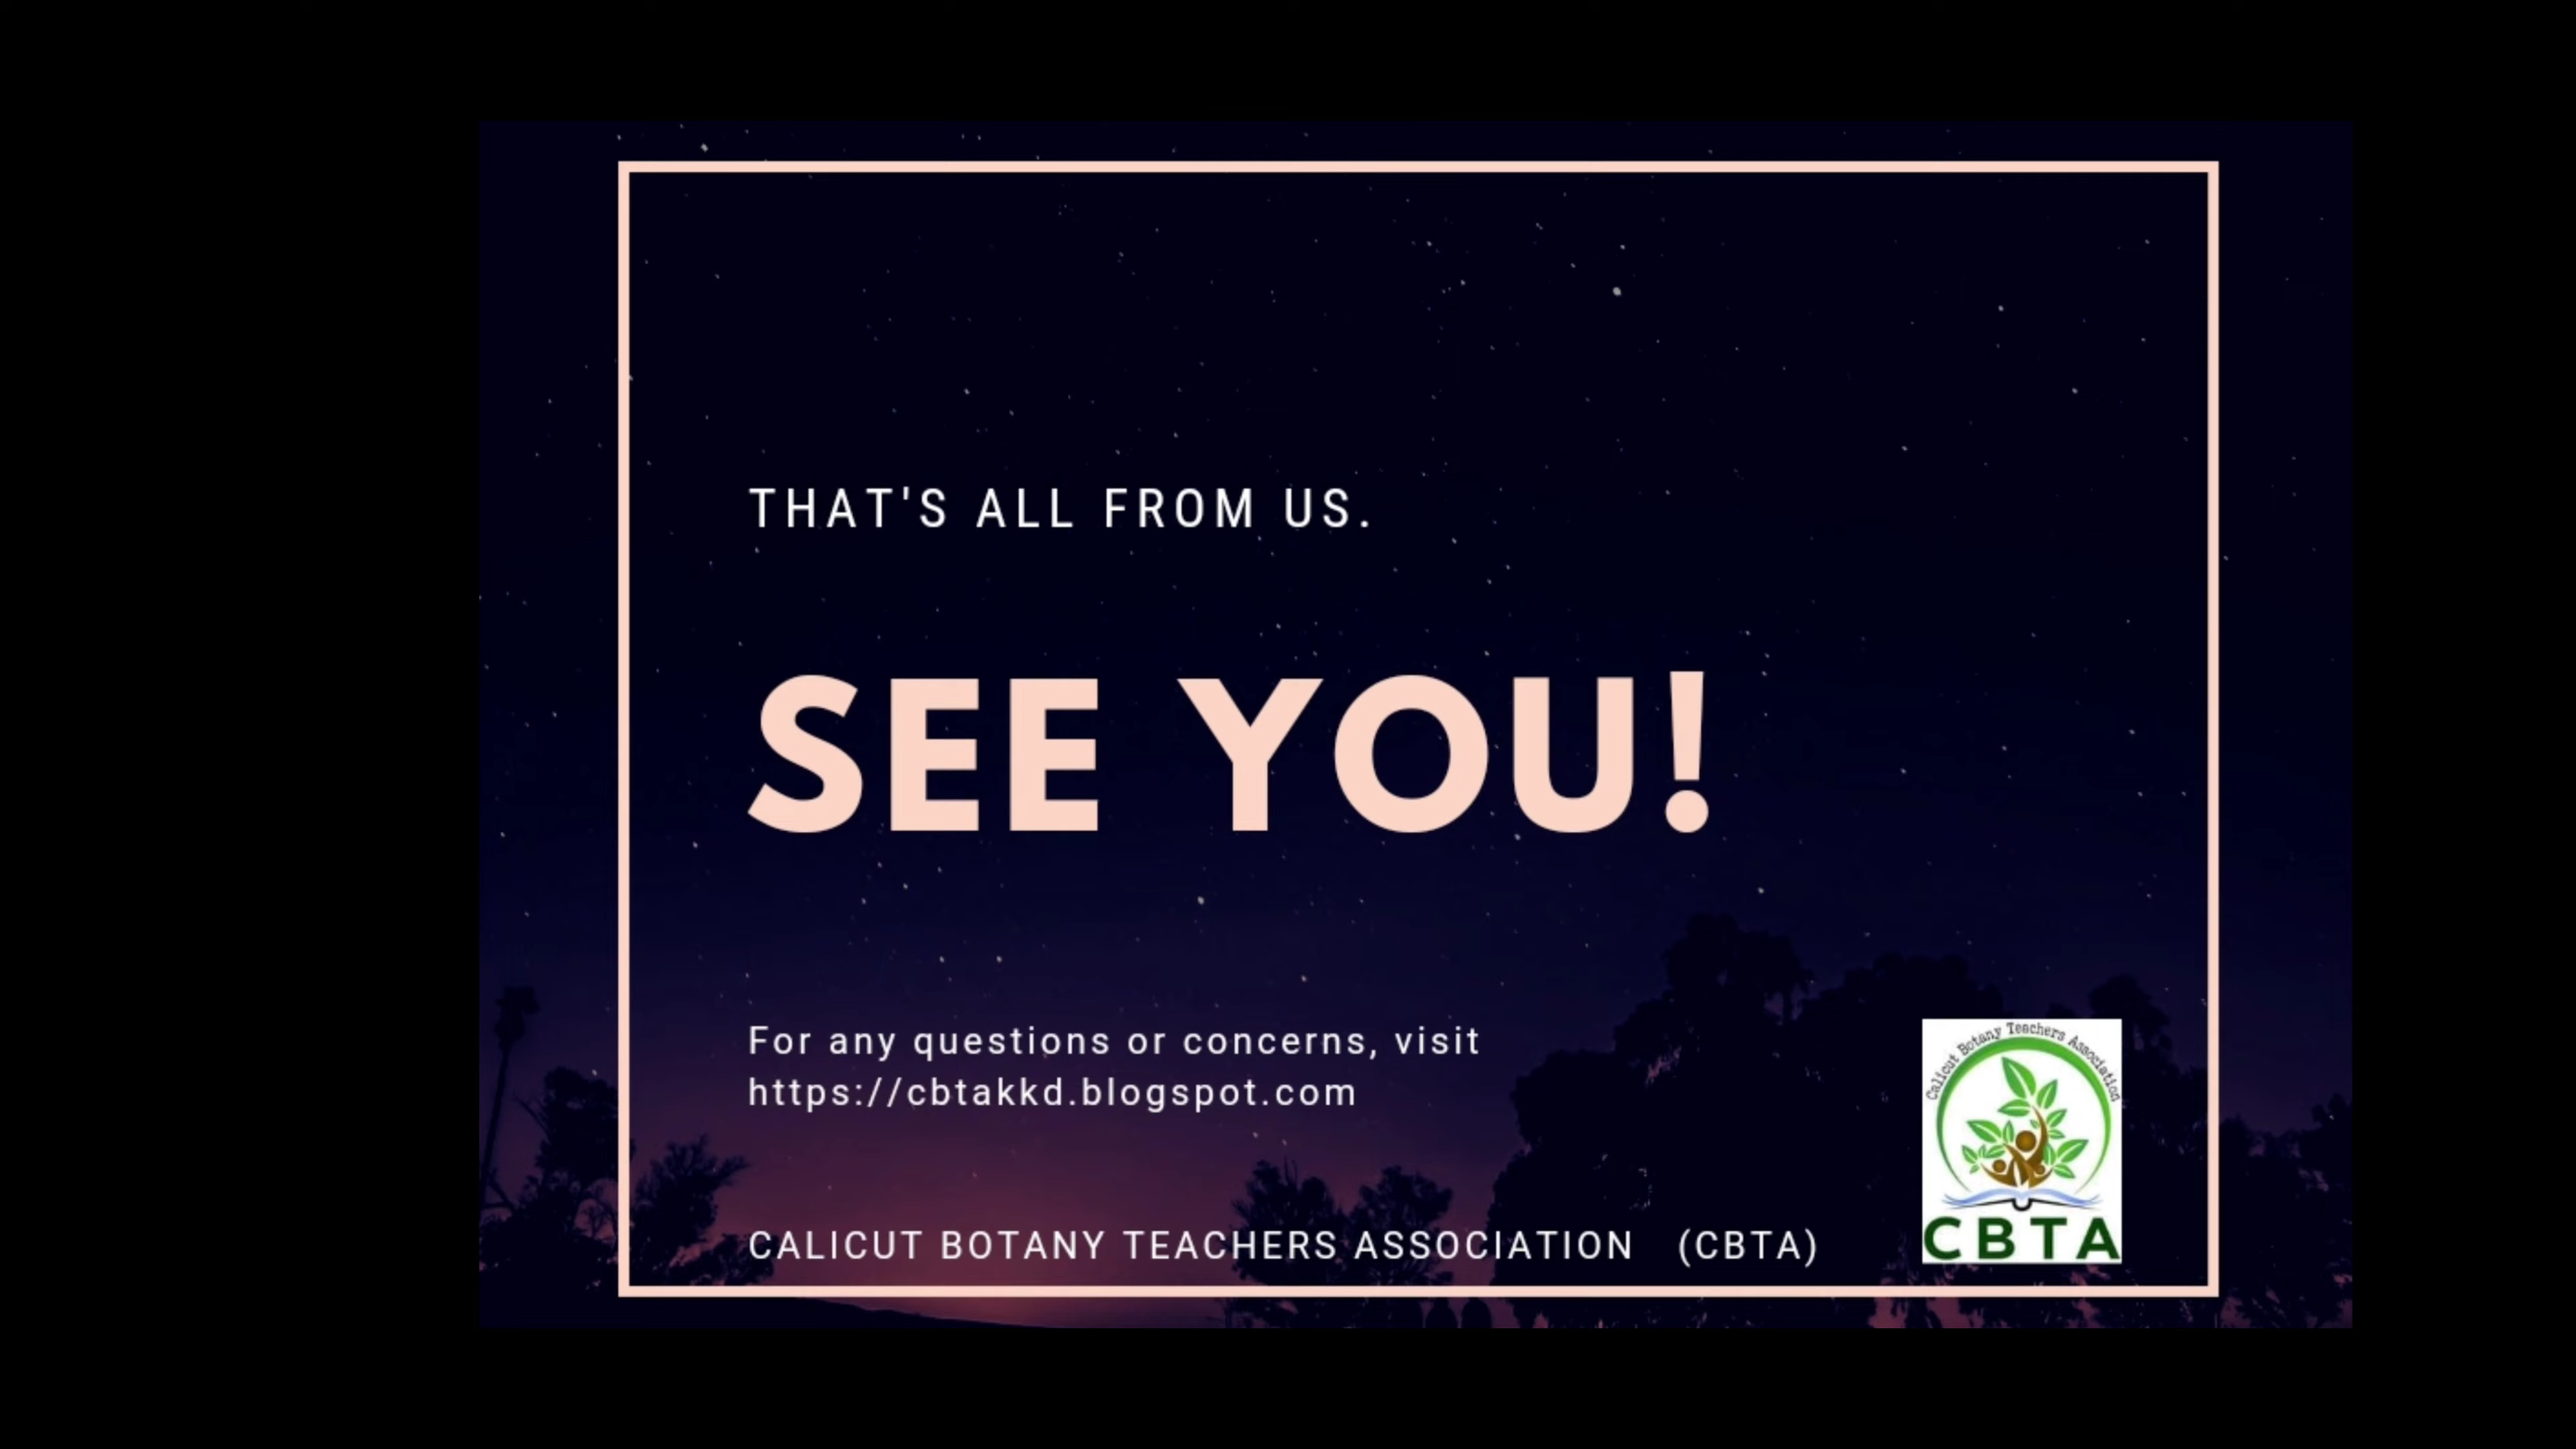 THAT'S ALL FROM US.
SEE YOU!
For any questions or concerns, visit
https://cbtakkd.blogspot.com
CALICUT BOTANY TEACHERS ASSOCIATION (CBTA)
Calicut Botany Teachers Association
CBTA